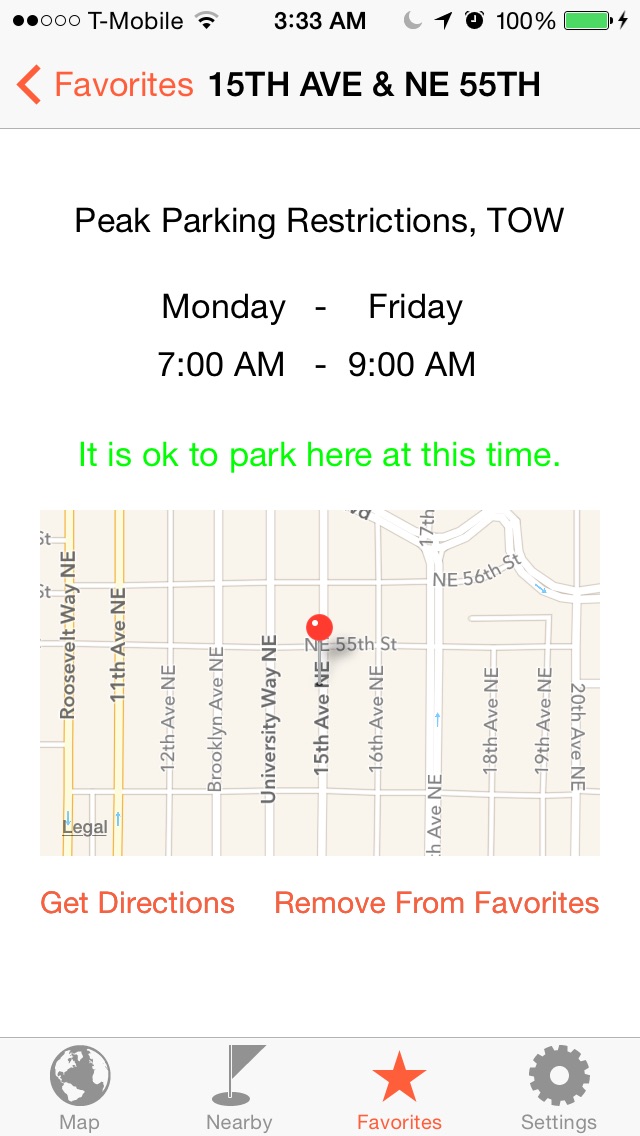 T-Mobile 3:33 AM 100%
Favorites 15TH AVE & NE 55TH
Peak Parking Restrictions, TOW
Monday - Friday
7:00 AM - 9:00 AM
It is ok to park here at this time.
17th
St
St
NE 56th St
NE 55th St
Roosevelt Way NE
11th Ave NE
12th Ave NE
Brooklyn Ave NE
University Way NE
15th Ave NE
16th Ave NE
h Ave NE
18th Ave NE
19th Ave NE
20th Ave NE
Legal
Get Directions Remove From Favorites
Map Nearby Favorites Settings